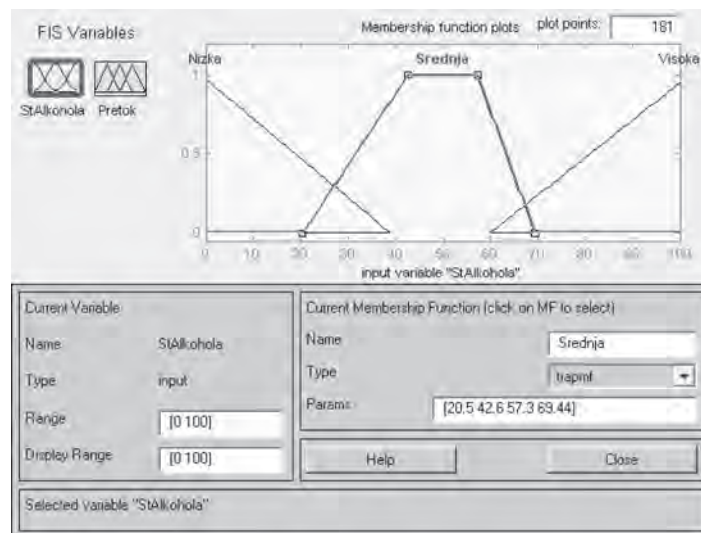 FIS Variables
StAlkohola Pretok
Membership function plots plot points: 181
Nizka Srednja Visoka
1
0.5
0
0 10 20 30 40 50 60 70 80 90 100
input variable "StAlkohola"
Current Variable
Name StAlkohola
Type input
Range [0 100]
Display Range [0 100]
Current Membership Function (click on MF to select)
Name Srednja
Type trapmf
Params [20.5 42.6 57.3 69.44]
Help Close
Selected variable "StAlkohola"